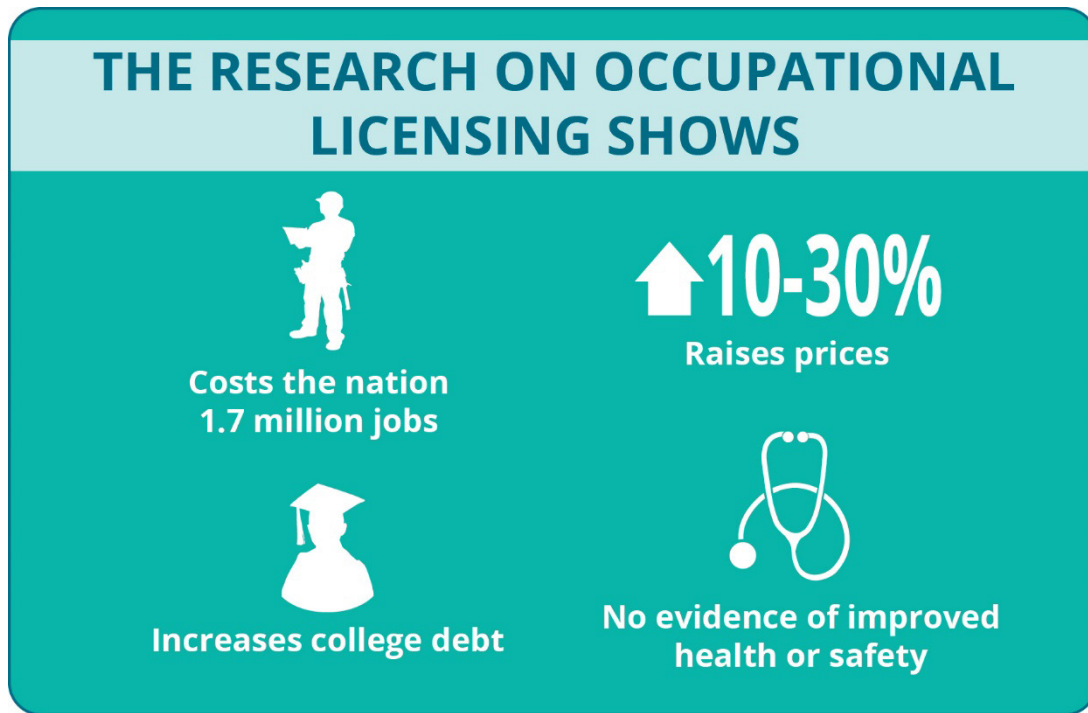 THE RESEARCH ON OCCUPATIONAL
LICENSING SHOWS
Costs the nation
1.7 million jobs
10-30%
Raises prices
Increases college debt
No evidence of improved
health or safety